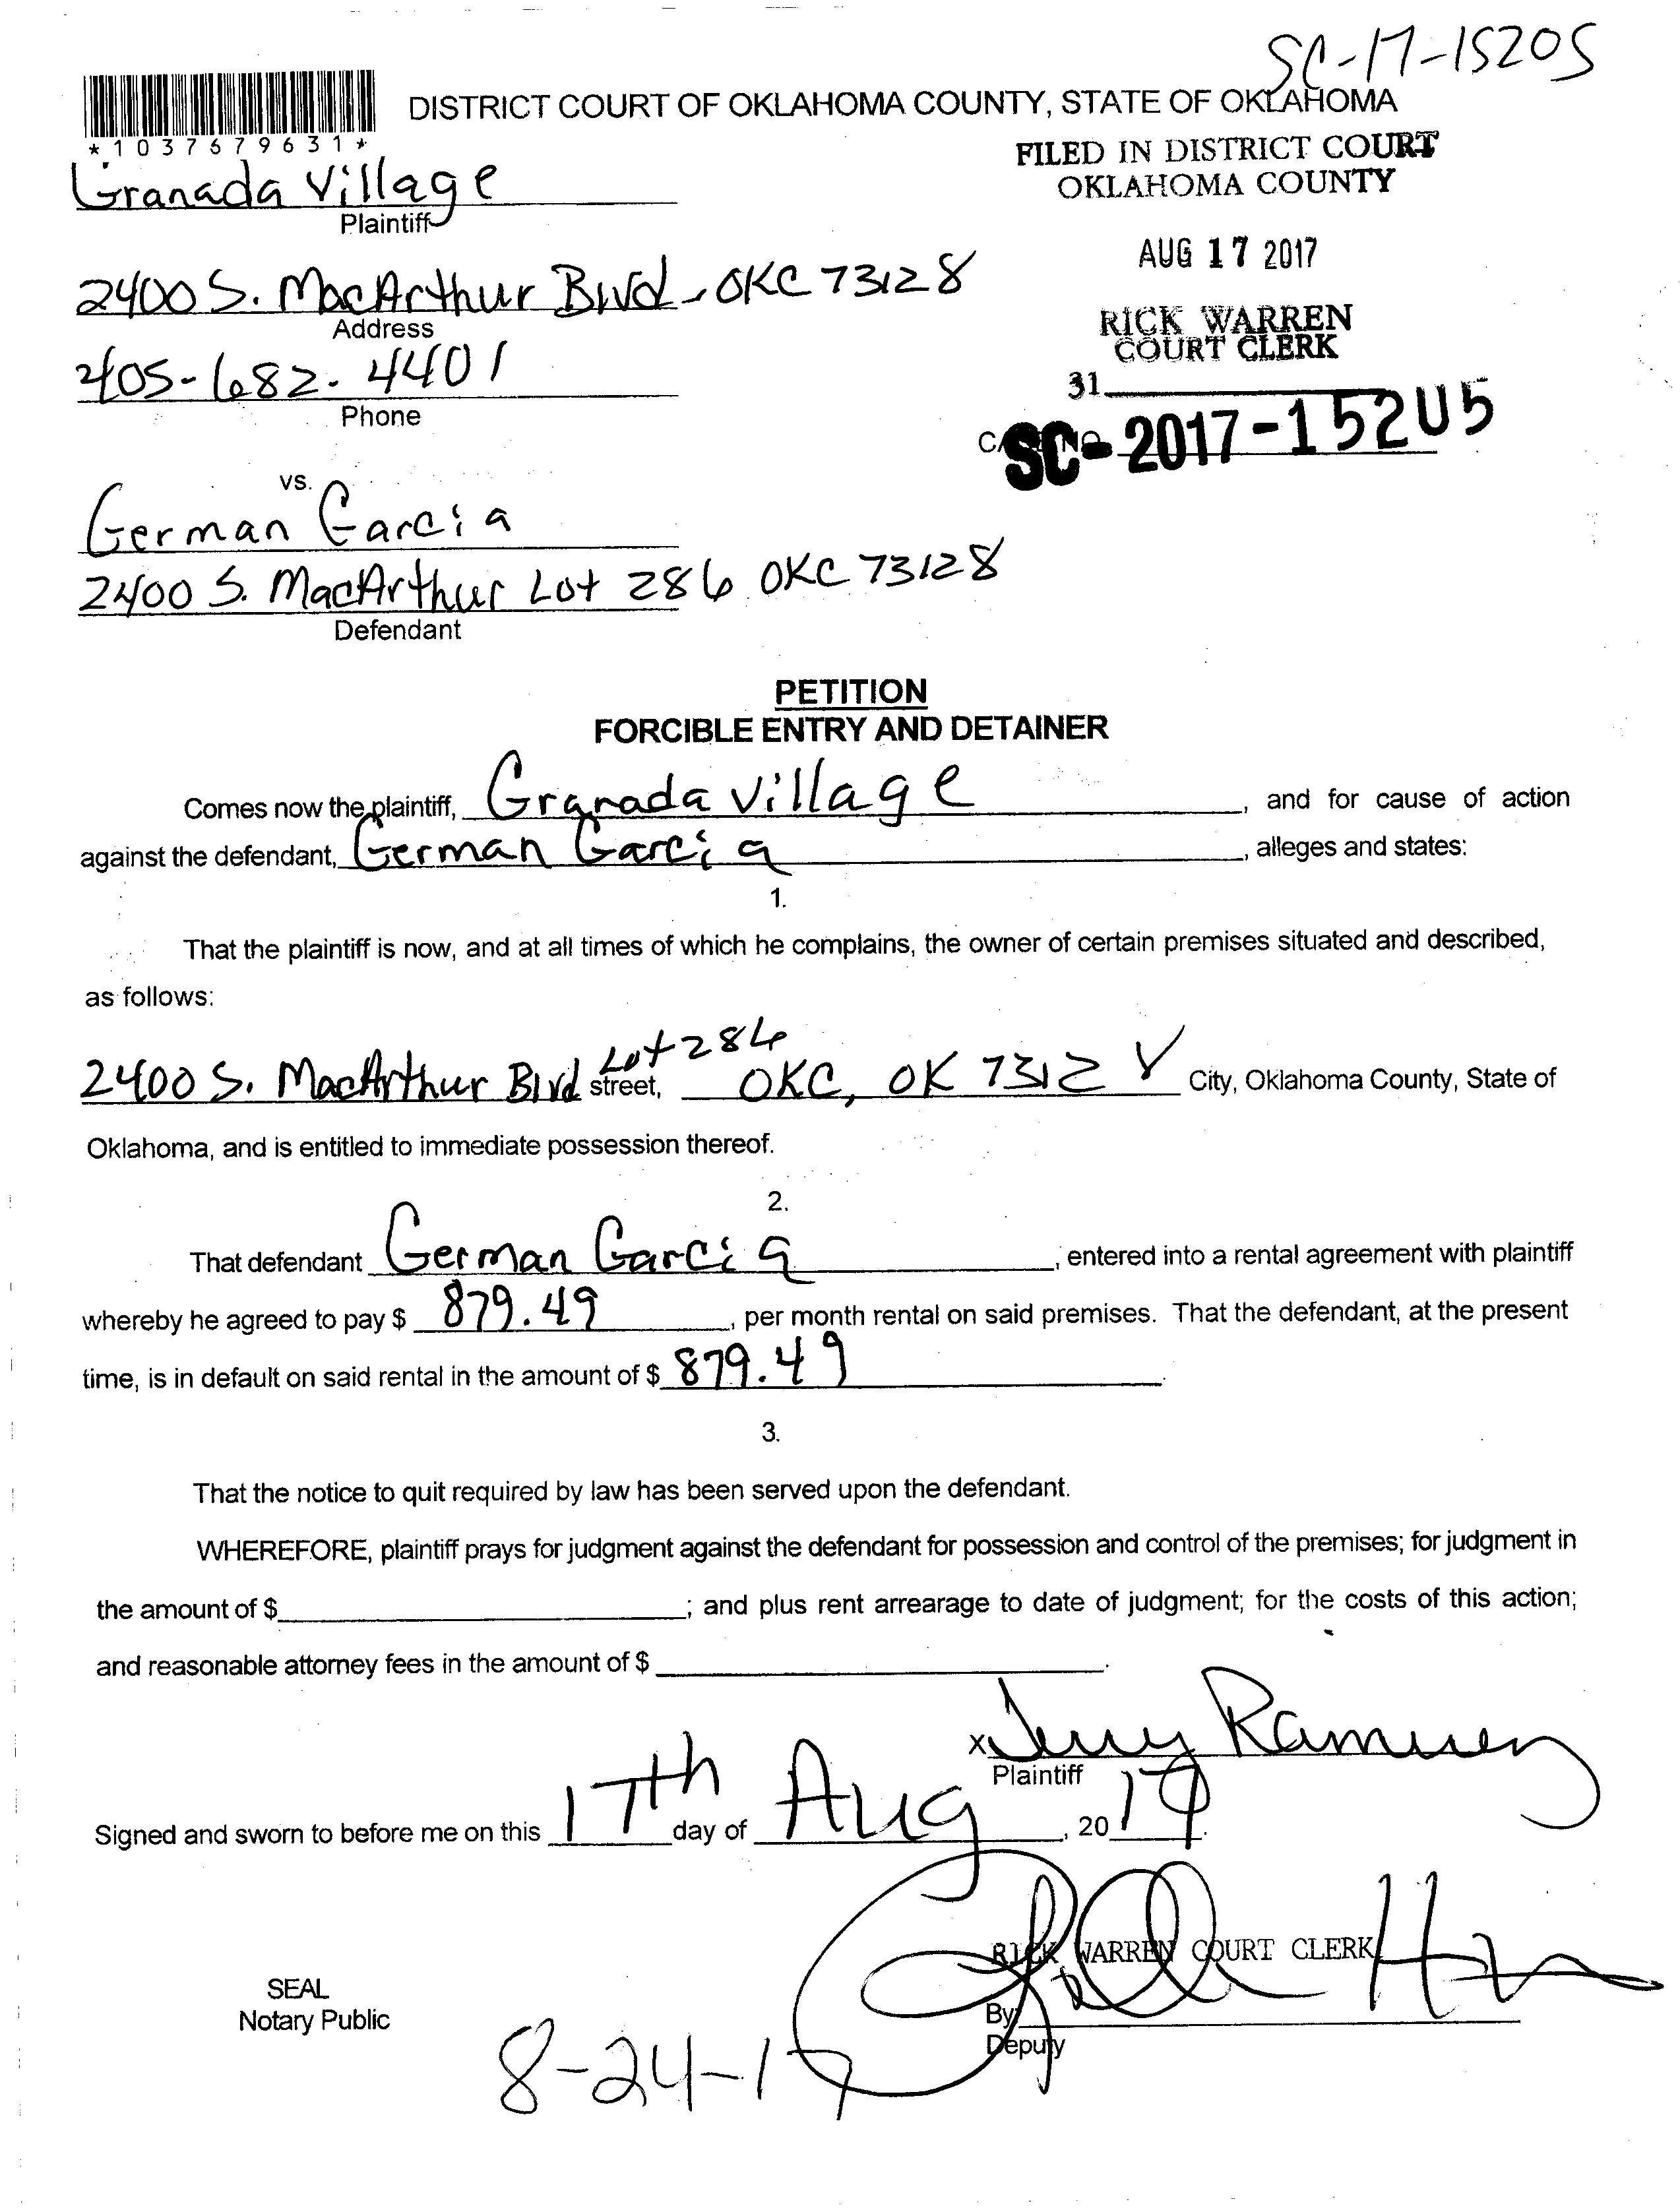 SC-17-15205
DISTRICT COURT OF OKLAHOMA COUNTY, STATE OF OKLAHOMA
*1037679631*
FILED IN DISTRICT COURT
OKLAHOMA COUNTY
Granada Village
Plaintiff
AUG 17 2017
2400 S. MacArthur Blvd - OKC 73128
Address
RICK WARREN
COURT CLERK
405-682-4401
Phone
31
SC-2017-15205
vs.
German Garcia
2400 S. MacArthur Lot 286 OKC 73128
Defendant
PETITION
FORCIBLE ENTRY AND DETAINER
Comes now the plaintiff, Granada Village, and for cause of action
against the defendant, German Garcia, alleges and states:
1.
That the plaintiff is now, and at all times of which he complains, the owner of certain premises situated and described,
as follows:
Lot 286
2400 S. MacArthur Blvd street, OKC, OK 73128 City, Oklahoma County, State of
Oklahoma, and is entitled to immediate possession thereof.
2.
That defendant German Garcia, entered into a rental agreement with plaintiff
whereby he agreed to pay $ 879.49, per month rental on said premises. That the defendant, at the present
time, is in default on said rental in the amount of $ 879.49.
3.
That the notice to quit required by law has been served upon the defendant.
WHEREFORE, plaintiff prays for judgment against the defendant for possession and control of the premises; for judgment in
the amount of $ ; and plus rent arrearage to date of judgment; for the costs of this action;
and reasonable attorney fees in the amount of $ .
X Jerry Ramirez
Plaintiff
Signed and sworn to before me on this 17th day of Aug, 2017.
RICK WARREN COURT CLERK
SEAL
Notary Public
By
Deputy
8-24-17